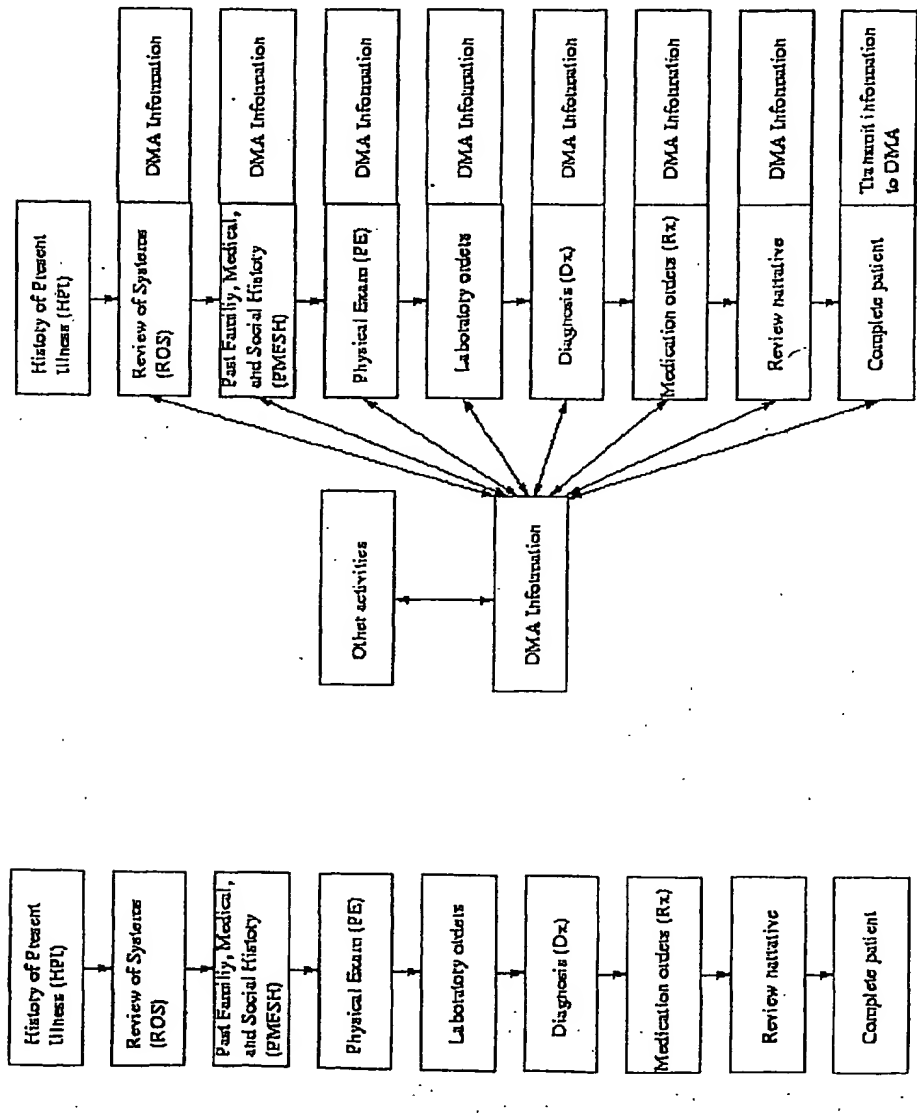 History of Present
Illness (HPI)
Review of Systems
(ROS)
Past Familiy, Medical,
and Social History
(PMFSH)
Physical Exam (PE)
Laboratory orders
Diagnosis (Dx)
Medication orders (Rx)
Review narrative
Complete patient
Other activities
DMA Information
History of Present
Illness (HPI)
Review of Systems
(ROS)
DMA Information
Past Familiy, Medical,
and Social History
(PMFSH)
DMA Information
Physical Exam (PE)
DMA Information
Laboratory orders
DMA Information
Diagnosis (Dx)
DMA Information
Medication orders (Rx)
DMA Information
Review narrative
DMA Information
Complete patient
Transmit information
to DMA